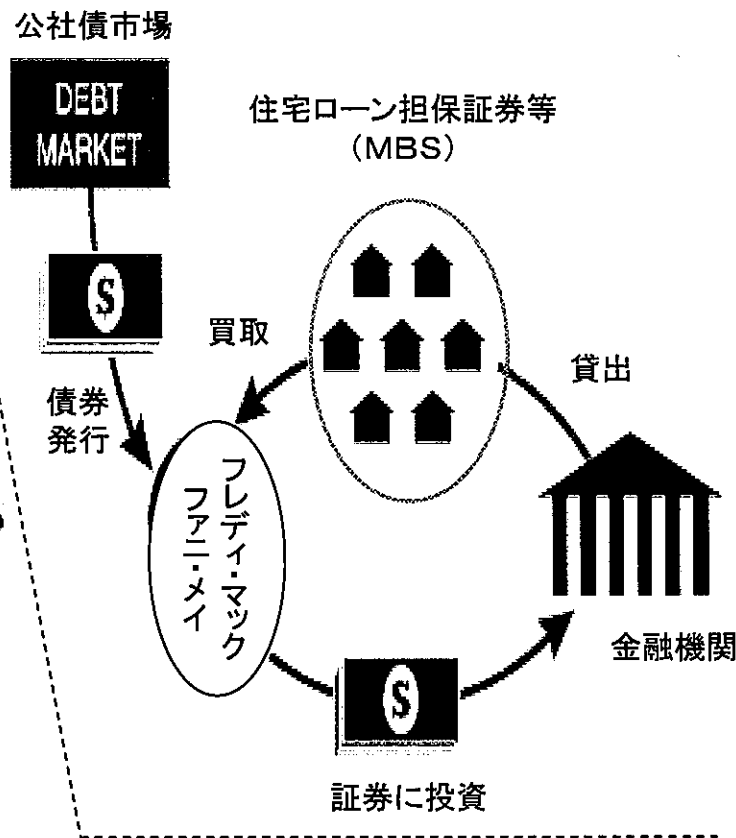 公社債市場
DEBT
MARKET
住宅ローン担保証券等
(MBS)
$
買取
貸出
債券
発行
フレディ・マック
ファニ・メイ
金融機関
$
証券に投資